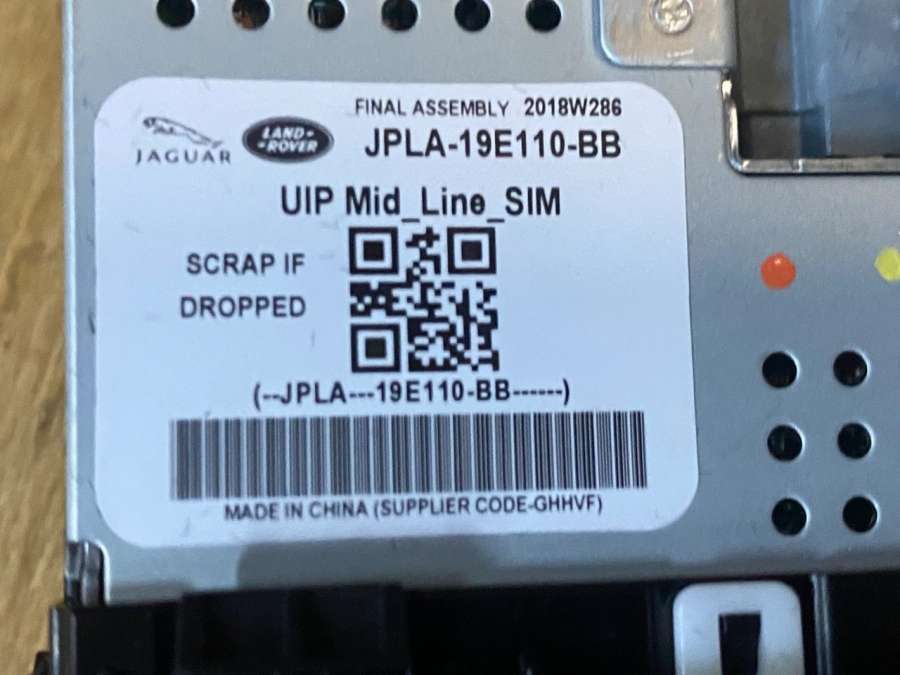 FINAL ASSEMBLY 2018W286
JAGUAR
LAND-
-ROVER
JPLA-19E110-BB
UIP Mid_Line_SIM
SCRAP IF
DROPPED
(--JPLA---19E110-BB------)
MADE IN CHINA (SUPPLIER CODE-GHHVF)